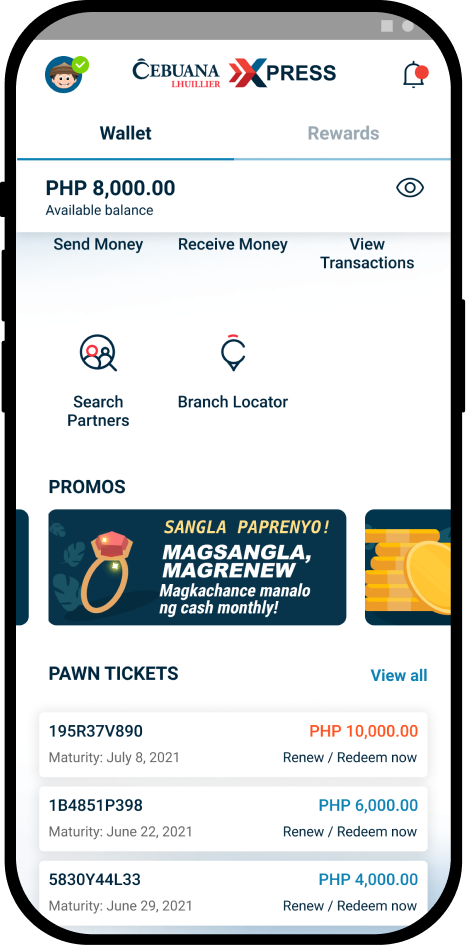 ĈEBUANA
LHUILLIER
XPRESS
Wallet
Rewards
PHP 8,000.00
Available balance
Send Money
Receive Money
View
Transactions
Search
Partners
Branch Locator
PROMOS
SANGLA PAPRENYO!
MAGSANGLA,
MAGRENEW
Magkachance manalo
ng cash monthly!
PAWN TICKETS
View all
195R37V890
PHP 10,000.00
Maturity: July 8, 2021
Renew / Redeem now
1B4851P398
PHP 6,000.00
Maturity: June 22, 2021
Renew / Redeem now
5830Y44L33
PHP 4,000.00
Maturity: June 29, 2021
Renew / Redeem now